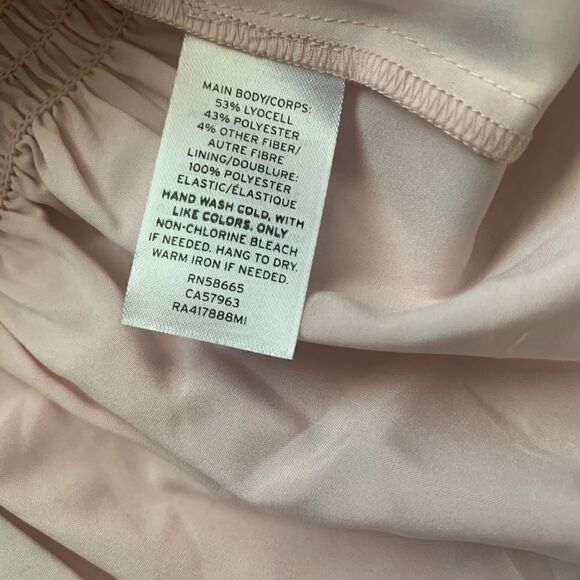 MAIN BODY/CORPS:
53% LYOCELL
43% POLYESTER
4% OTHER FIBER/
AUTRE FIBRE
LINING/DOUBLURE:
100% POLYESTER
ELASTIC/ÉLASTIQUE
HAND WASH COLD, WITH
LIKE COLORS, ONLY
NON-CHLORINE BLEACH
IF NEEDED. HANG TO DRY.
WARM IRON IF NEEDED.
RN58665
CA57963
RA417888MI